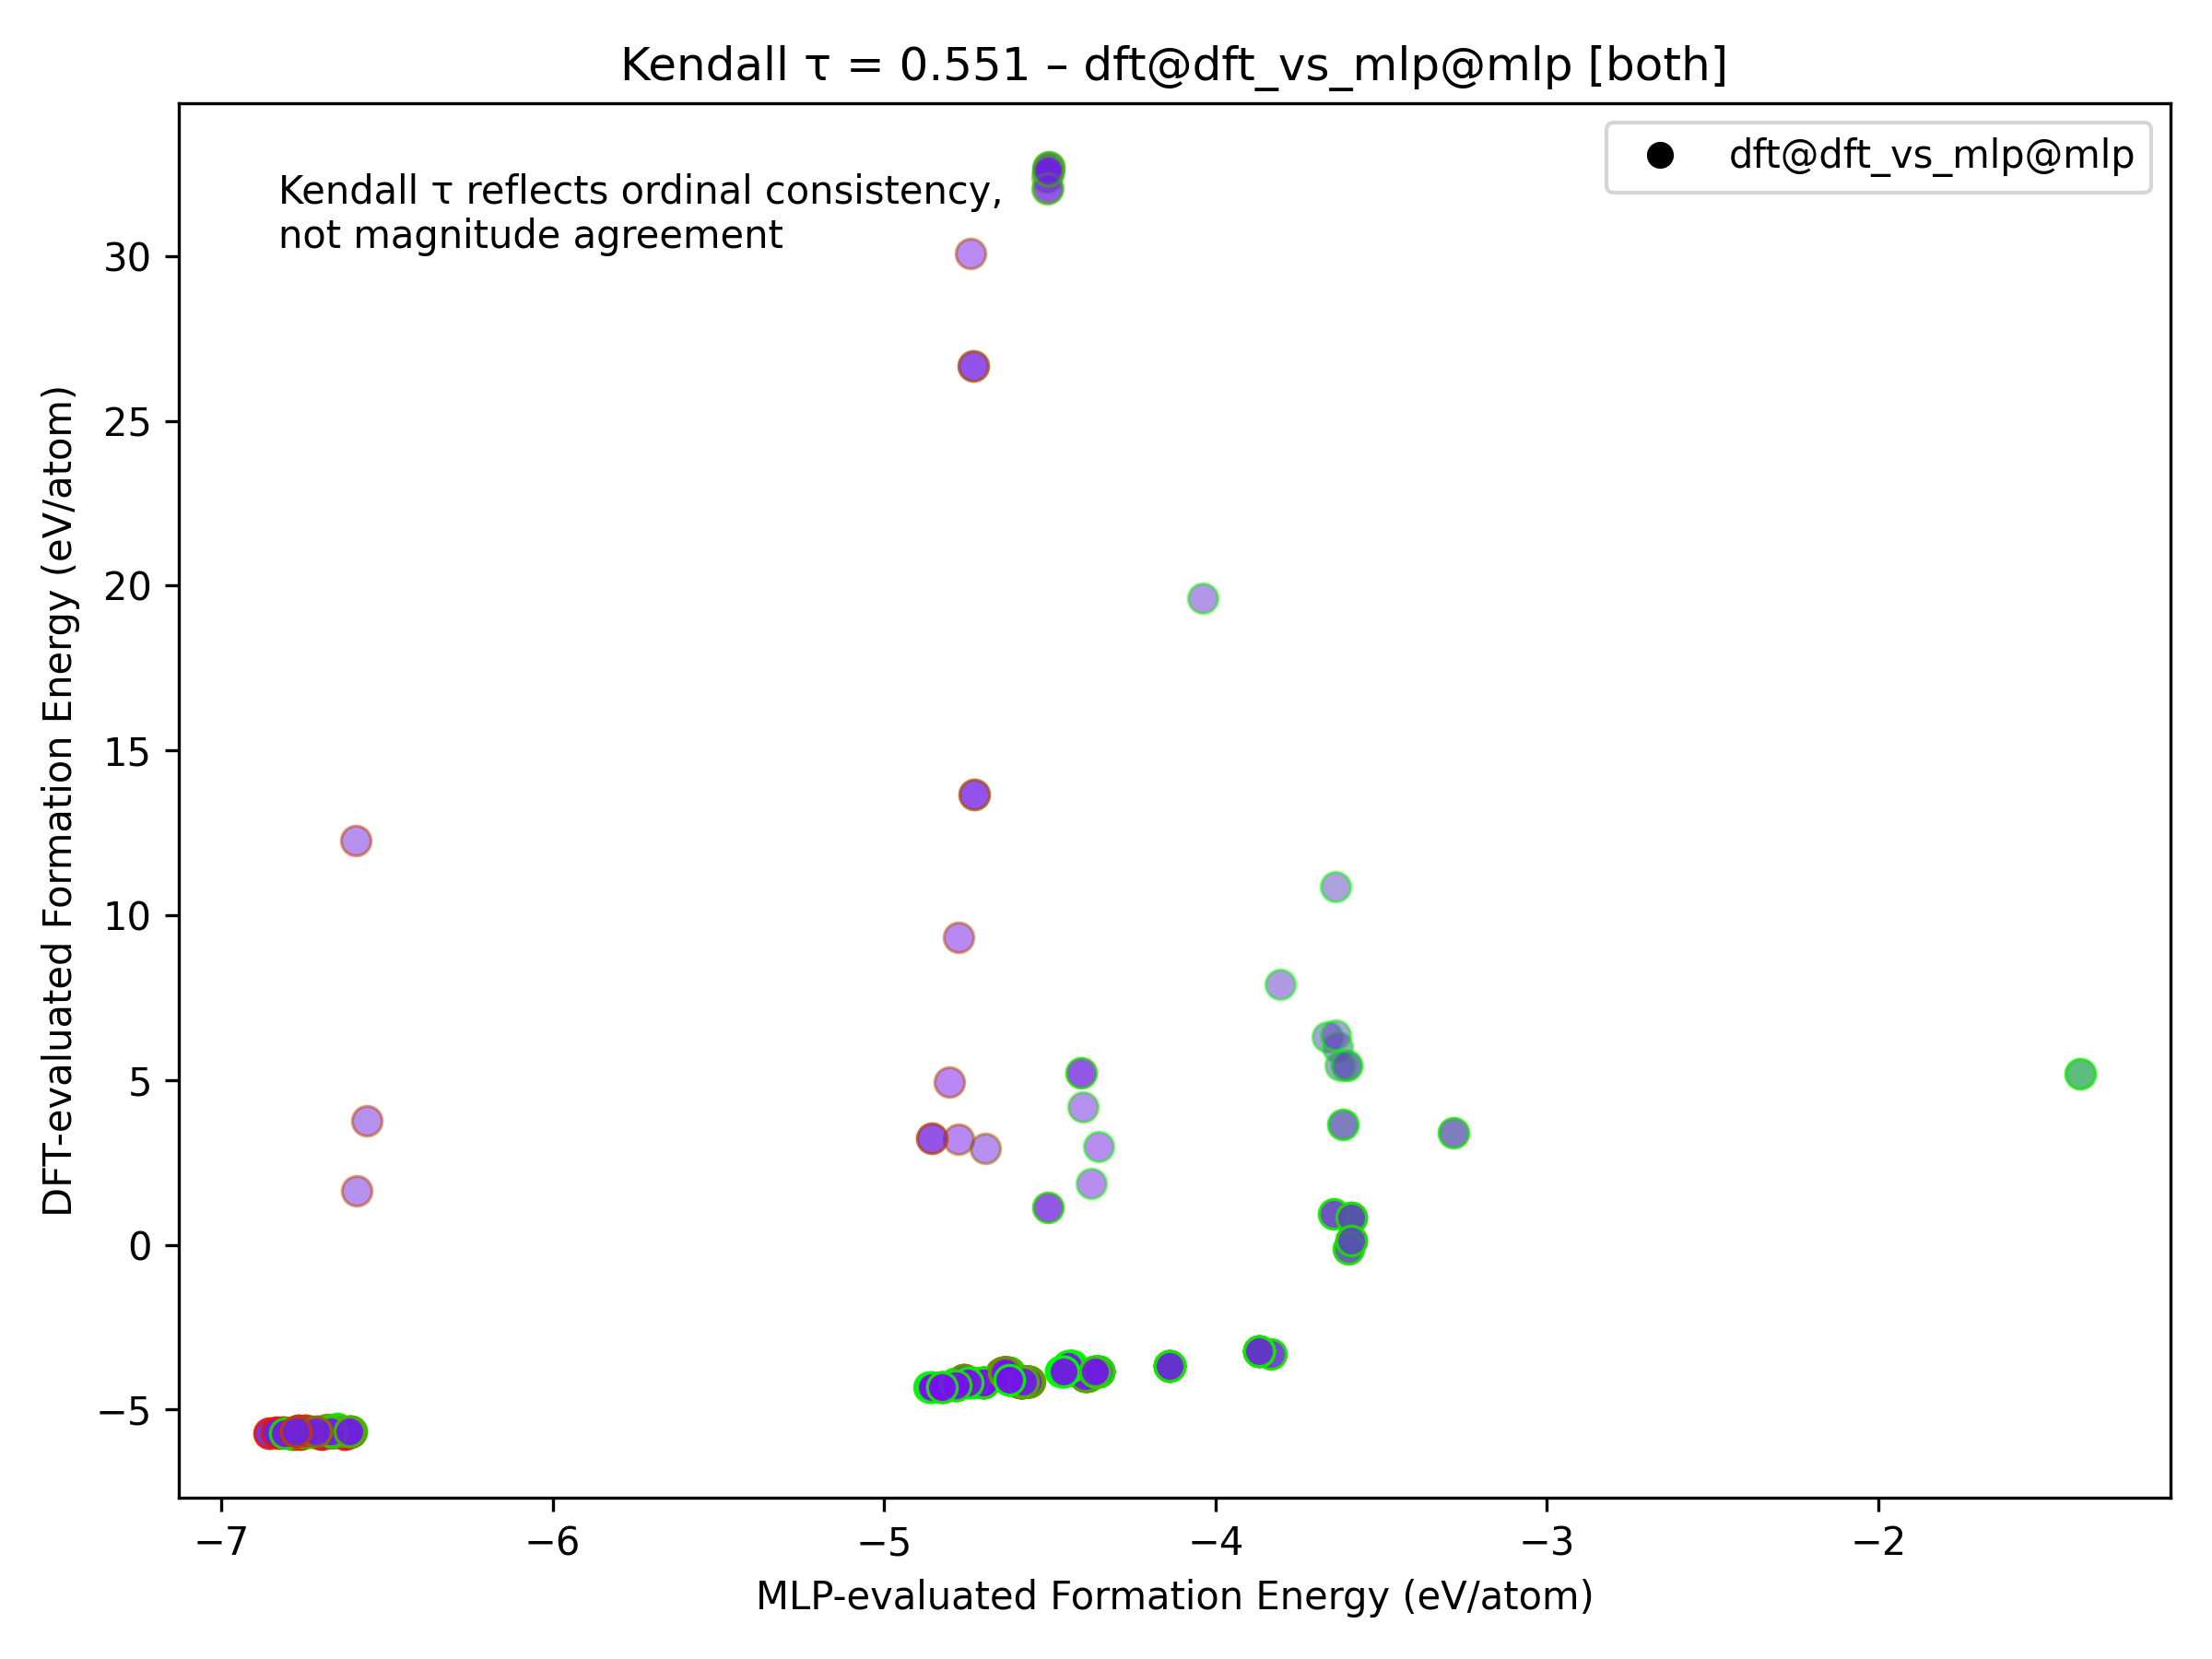 Kendall τ = 0.551 – dft@dft_vs_mlp@mlp [both]
Kendall τ reflects ordinal consistency,
not magnitude agreement
dft@dft_vs_mlp@mlp
DFT-evaluated Formation Energy (eV/atom)
30
25
20
15
10
5
0
−5
−7 −6 −5 −4 −3 −2
MLP-evaluated Formation Energy (eV/atom)